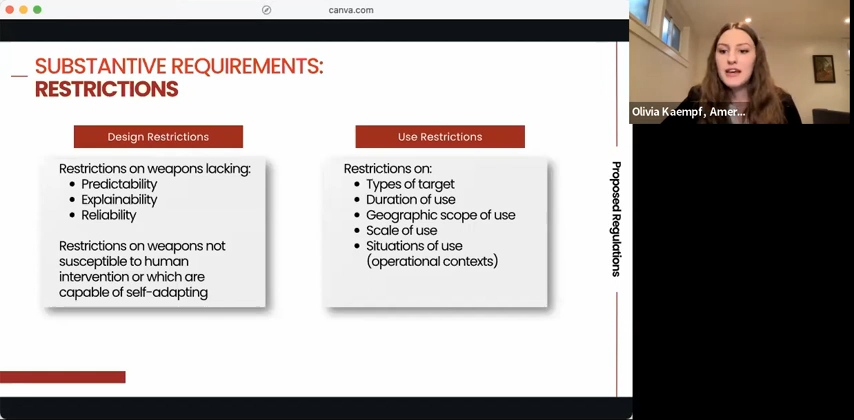 canva.com
SUBSTANTIVE REQUIREMENTS:
RESTRICTIONS
Design Restrictions
Restrictions on weapons lacking:
• Predictability
• Explainability
• Reliability
Restrictions on weapons not
susceptible to human
intervention or which are
capable of self-adapting
Use Restrictions
Restrictions on:
• Types of target
• Duration of use
• Geographic scope of use
• Scale of use
• Situations of use
(operational contexts)
Proposed Regulations
Olivia Kaempf, Amer...